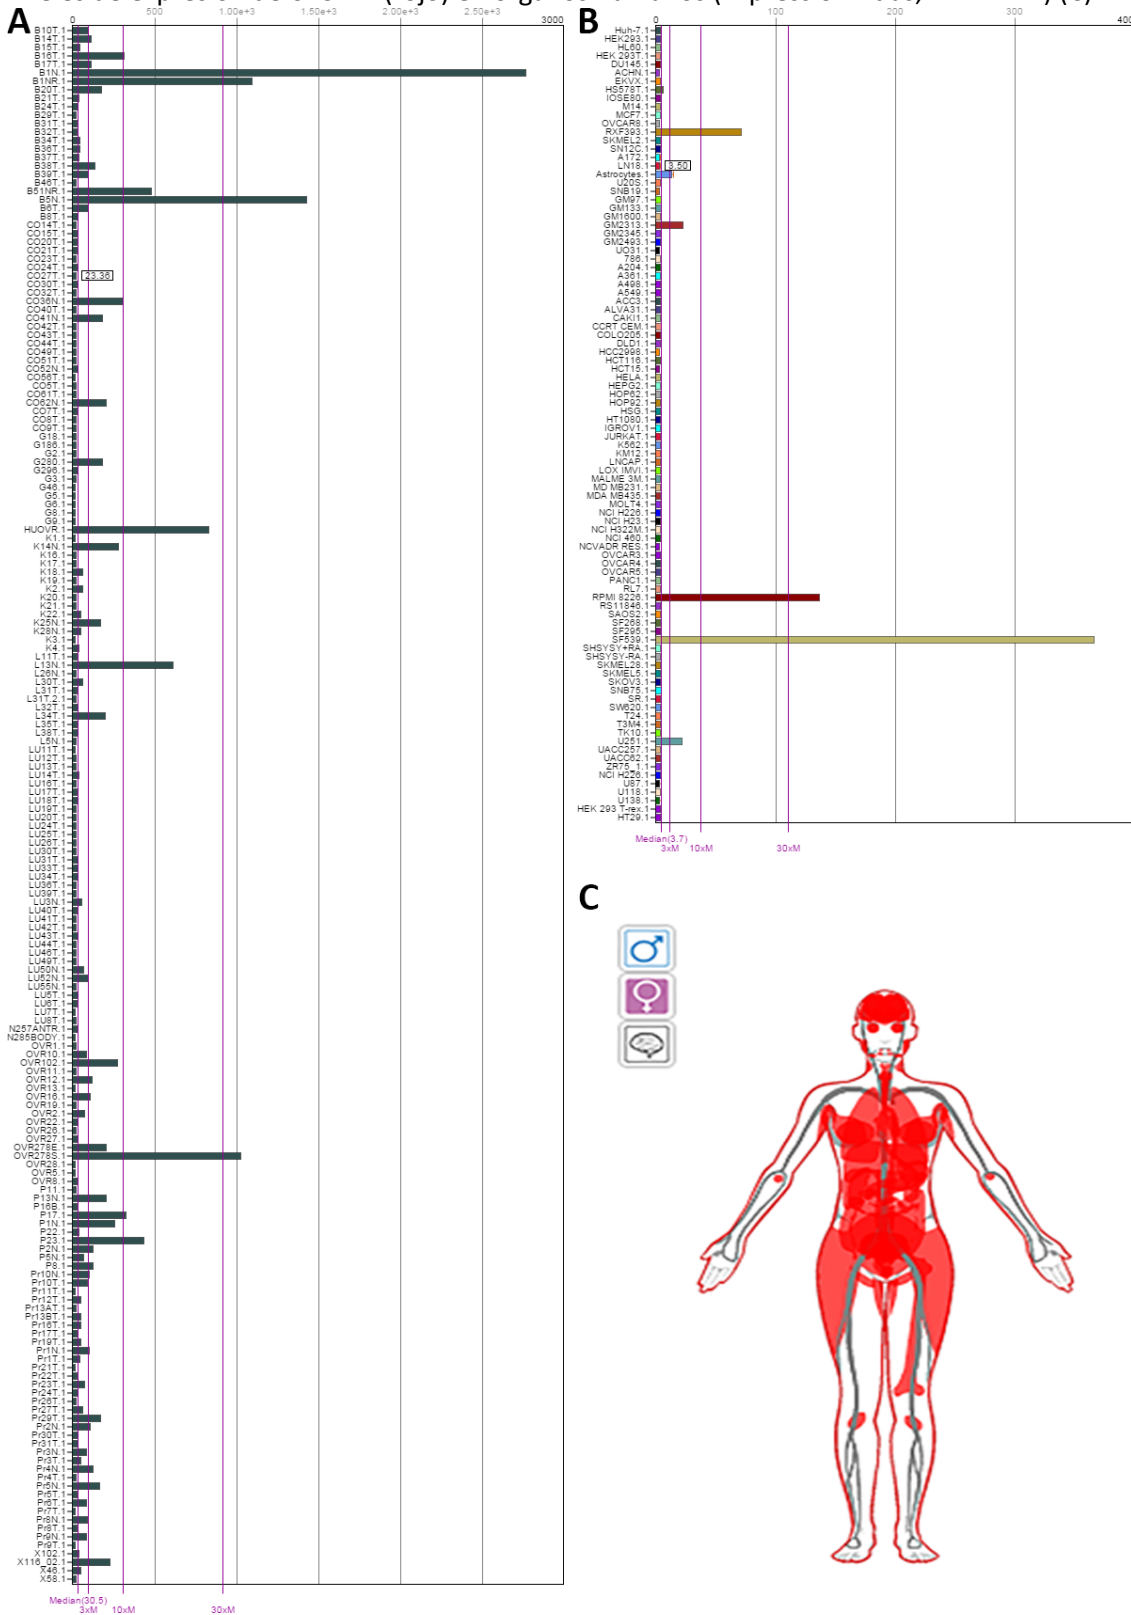 A
0
500
1.00e+3
1.50e+3
2.00e+3
2.50e+3
3000
B10T.1
B14T.1
B15T.1
B16T.1
B17T.1
B1N.1
B1NR.1
B20T.1
B21T.1
B24T.1
B29T.1
B31T.1
B32T.1
B34T.1
B36T.1
B37T.1
B38T.1
B39T.1
B46T.1
B51NR.1
B5N.1
B6T.1
B8T.1
CO14T.1
CO15T.1
CO20T.1
CO21T.1
CO23T.1
CO24T.1
CO27T.1 23.36
CO30T.1
CO32T.1
CO36N.1
CO40T.1
CO41N.1
CO42T.1
CO43T.1
CO44T.1
CO49T.1
CO51T.1
CO52N.1
CO56T.1
CO5T.1
CO61T.1
CO62N.1
CO7T.1
CO8T.1
CO9T.1
G18.1
G186.1
G2.1
G280.1
G296.1
G3.1
G46.1
G5.1
G6.1
G8.1
G9.1
HUOVR.1
K1.1
K14N.1
K16.1
K17.1
K18.1
K19.1
K2.1
K20.1
K21.1
K22.1
K25N.1
K28N.1
K3.1
K4.1
L11T.1
L13N.1
L26N.1
L30T.1
L31T.1
L31T.2.1
L32T.1
L34T.1
L35T.1
L38T.1
L5N.1
LU11T.1
LU12T.1
LU13T.1
LU14T.1
LU16T.1
LU17T.1
LU18T.1
LU19T.1
LU20T.1
LU24T.1
LU25T.1
LU26T.1
LU30T.1
LU31T.1
LU33T.1
LU34T.1
LU36T.1
LU39T.1
LU3N.1
LU40T.1
LU41T.1
LU42T.1
LU43T.1
LU44T.1
LU46T.1
LU49T.1
LU50N.1
LU52N.1
LU55N.1
LU5T.1
LU6T.1
LU7T.1
LU8T.1
N257ANTR.1
N285BODY.1
OVR1.1
OVR10.1
OVR102.1
OVR11.1
OVR12.1
OVR13.1
OVR16.1
OVR19.1
OVR2.1
OVR22.1
OVR26.1
OVR27.1
OVR278E.1
OVR278S.1
OVR28.1
OVR5.1
OVR8.1
P11.1
P13N.1
P16B.1
P17.1
P1N.1
P22.1
P23.1
P2N.1
P5N.1
P8.1
Pr10N.1
Pr10T.1
Pr11T.1
Pr12T.1
Pr13AT.1
Pr13BT.1
Pr16T.1
Pr17T.1
Pr19T.1
Pr1N.1
Pr1T.1
Pr21T.1
Pr22T.1
Pr23T.1
Pr24T.1
Pr26T.1
Pr27T.1
Pr29T.1
Pr2N.1
Pr30T.1
Pr31T.1
Pr3N.1
Pr3T.1
Pr4N.1
Pr4T.1
Pr5N.1
Pr5T.1
Pr6T.1
Pr7T.1
Pr8N.1
Pr8T.1
Pr9N.1
Pr9T.1
X102.1
X116_02.1
X46.1
X58.1
Median(30.5)
3xM 10xM 30xM
B
0
100
200
300
400
Huh-7.1
HEK293.1
HL60.1
HEK 293T.1
DU145.1
ACHN.1
EKVX.1
HS578T.1
IOSE80.1
M14.1
MCF7.1
OVCAR8.1
RXF393.1
SKMEL2.1
SN12C.1
A172.1
LN18.1 3.50
Astrocytes.1
U20S.1
SNB19.1
GM97.1
GM133.1
GM1600.1
GM2313.1
GM2345.1
GM2493.1
UO31.1
786.1
A204.1
A361.1
A498.1
A549.1
ACC3.1
ALVA31.1
CAKI1.1
CCRT CEM.1
COLO205.1
DLD1.1
HCC2998.1
HCT116.1
HCT15.1
HELA.1
HEPG2.1
HOP62.1
HOP92.1
HSG.1
HT1080.1
IGROV1.1
JURKAT.1
K562.1
KM12.1
LNCAP.1
LOX IMVI.1
MALME 3M.1
MD MB231.1
MDA MB435.1
MOLT4.1
NCI H226.1
NCI H23.1
NCI H322M.1
NCI 460.1
NCVADR RES.1
OVCAR3.1
OVCAR4.1
OVCAR5.1
PANC1.1
RL7.1
RPMI 8226.1
RS11846.1
SAOS2.1
SF268.1
SF295.1
SF539.1
SHSYSY+RA.1
SHSYSY-RA.1
SKMEL28.1
SKMEL5.1
SKOV3.1
SNB75.1
SR.1
SW620.1
T24.1
T3M4.1
TK10.1
U251.1
UACC257.1
UACC62.1
ZR75_1.1
NCI H226.1
U87.1
U118.1
U138.1
HEK 293 T-rex.1
HT29.1
Median(3.7)
3xM 10xM 30xM
C